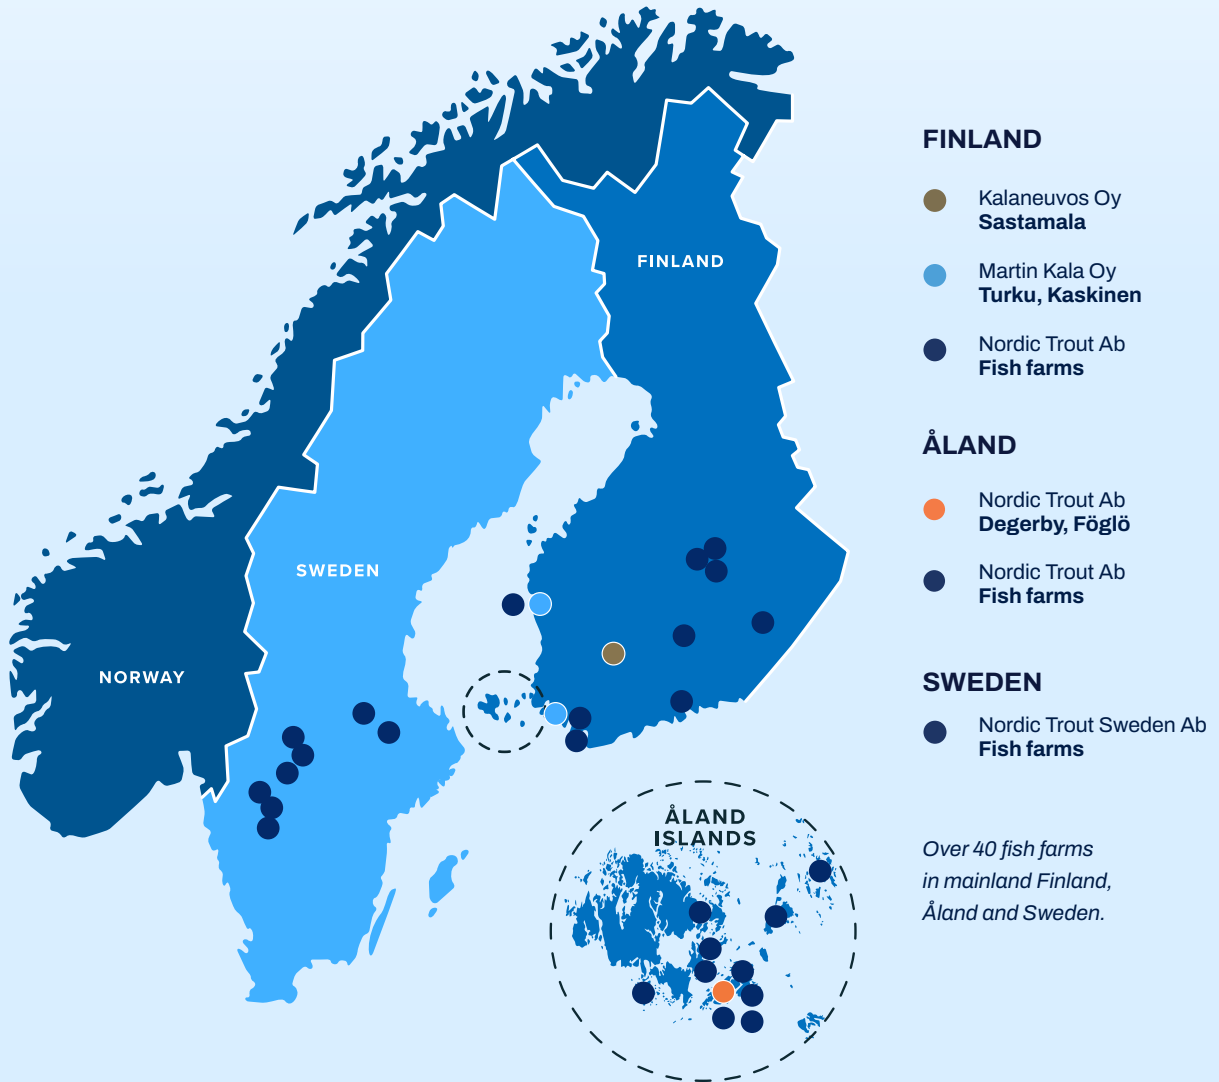 FINLAND
SWEDEN
NORWAY
ÅLAND
ISLANDS
FINLAND
Kalaneuvos Oy
Sastamala
Martin Kala Oy
Turku, Kaskinen
Nordic Trout Ab
Fish farms
ÅLAND
Nordic Trout Ab
Degerby, Föglö
Nordic Trout Ab
Fish farms
SWEDEN
Nordic Trout Sweden Ab
Fish farms
Over 40 fish farms
in mainland Finland,
Åland and Sweden.